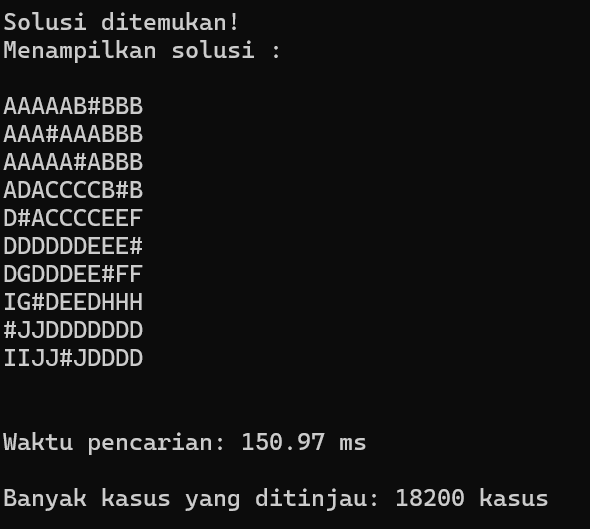 Solusi ditemukan!
Menampilkan solusi :
AAAAAB#BBB
AAA#AAABBB
AAAAA#ABBB
ADACCCCB#B
D#ACCCCEEF
DDDDDDEEE#
DGDDDEE#FF
IG#DEEDHHH
#JJDDDDDDD
IIJJ#JDDDD
Waktu pencarian: 150.97 ms
Banyak kasus yang ditinjau: 18200 kasus